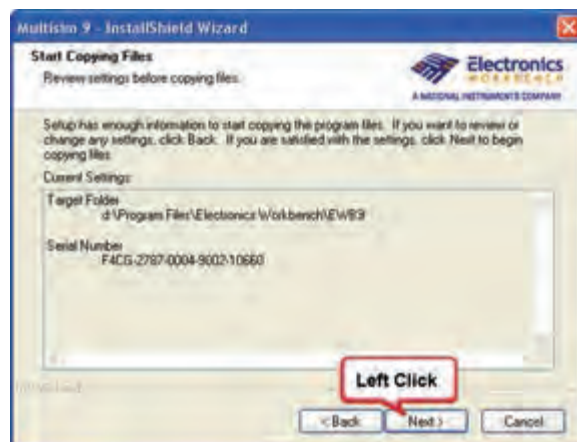 Multisim 9 - InstallShield Wizard
Start Copying Files
Review settings before copying files.
Electronics
WORKBENCH
A NATIONAL INSTRUMENTS COMPANY
Setup has enough information to start copying the program files. If you want to review or
change any settings, click Back. If you are satisfied with the settings, click Next to begin
copying files.
Current Settings:
Target Folder
d:\Program Files\Electronics Workbench\EWB9
Serial Number
F4CG-2787-0004-9002-10660
Left Click
InstallShield
< Back
Next >
Cancel